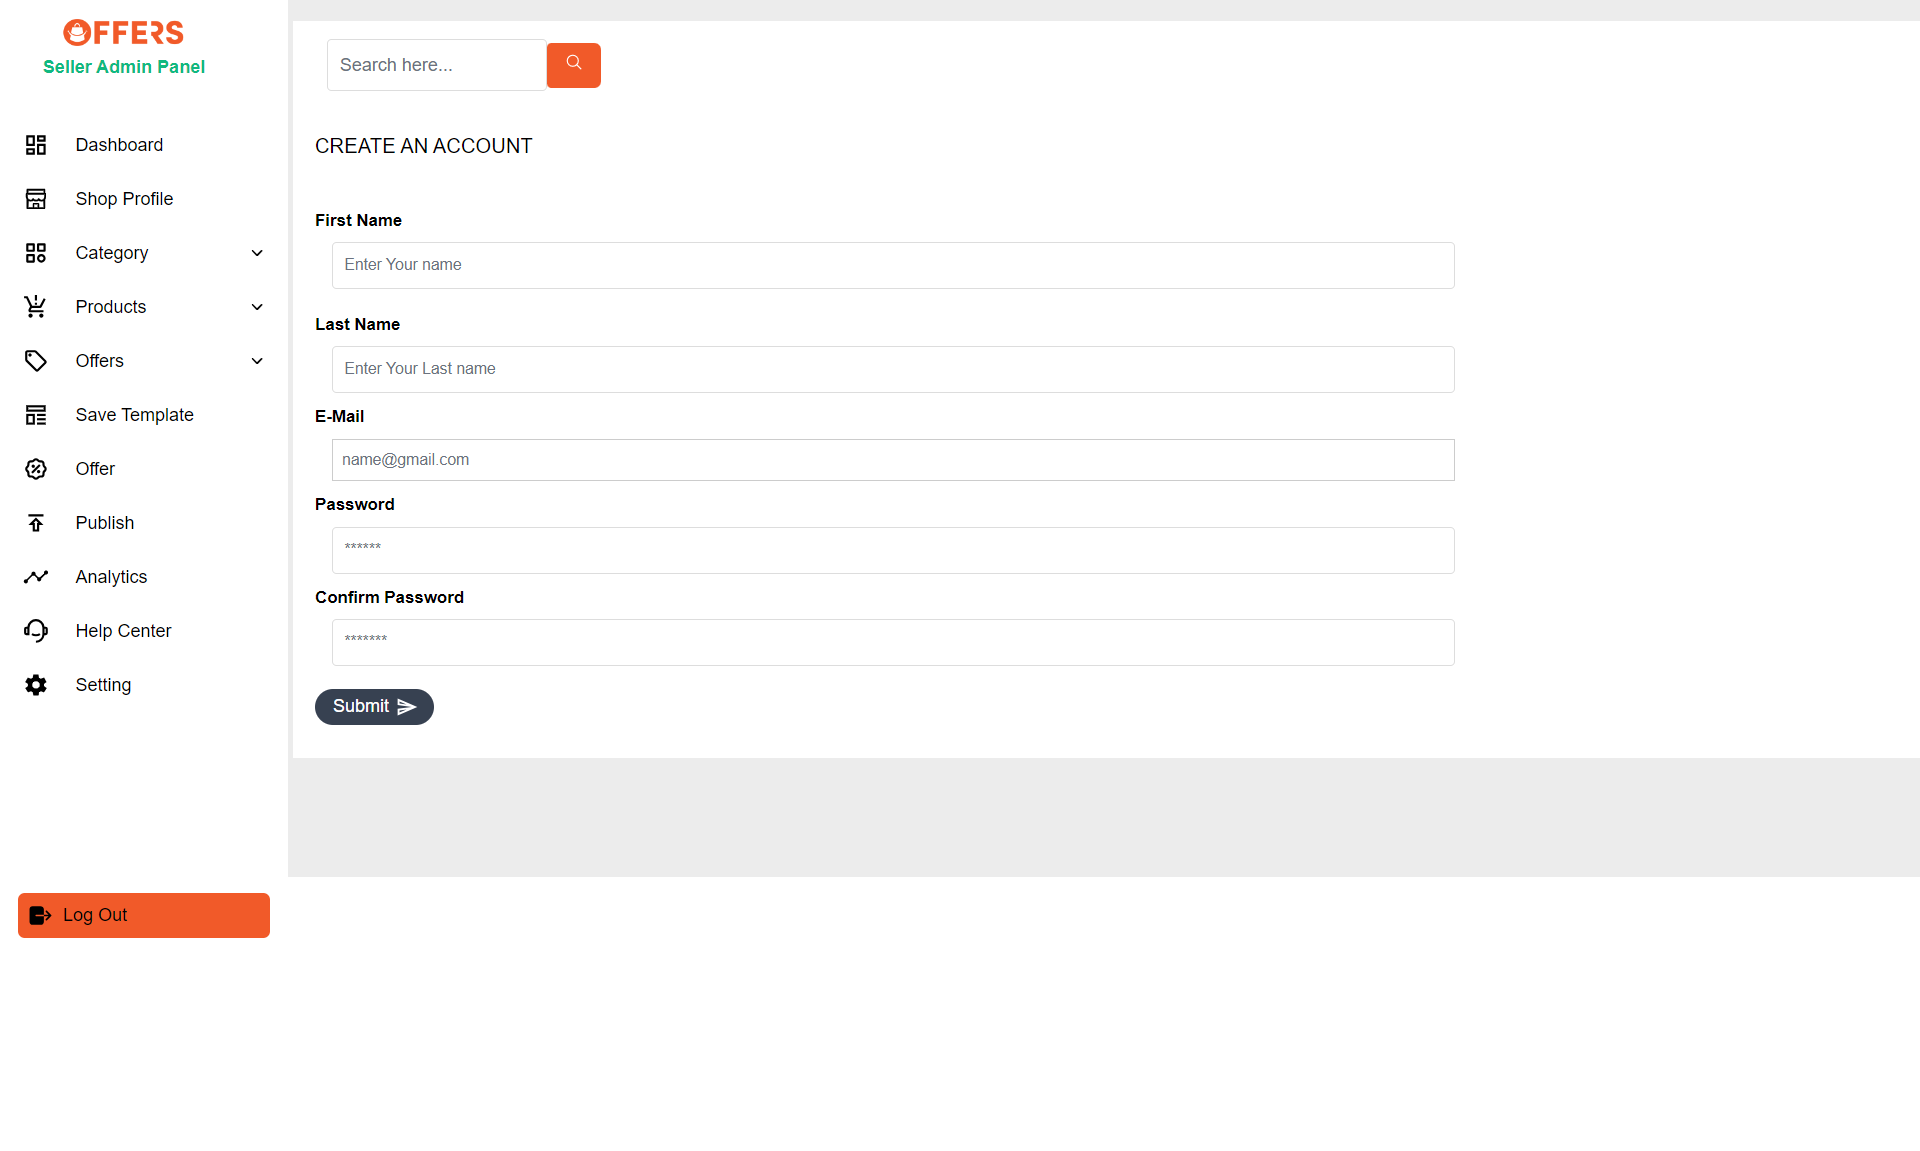 OFFERS
Seller Admin Panel
Dashboard
Shop Profile
Category
Products
Offers
Save Template
Offer
Publish
Analytics
Help Center
Setting
Log Out
Search here...
CREATE AN ACCOUNT
First Name
Enter Your name
Last Name
Enter Your Last name
E-Mail
name@gmail.com
Password
******
Confirm Password
*******
Submit